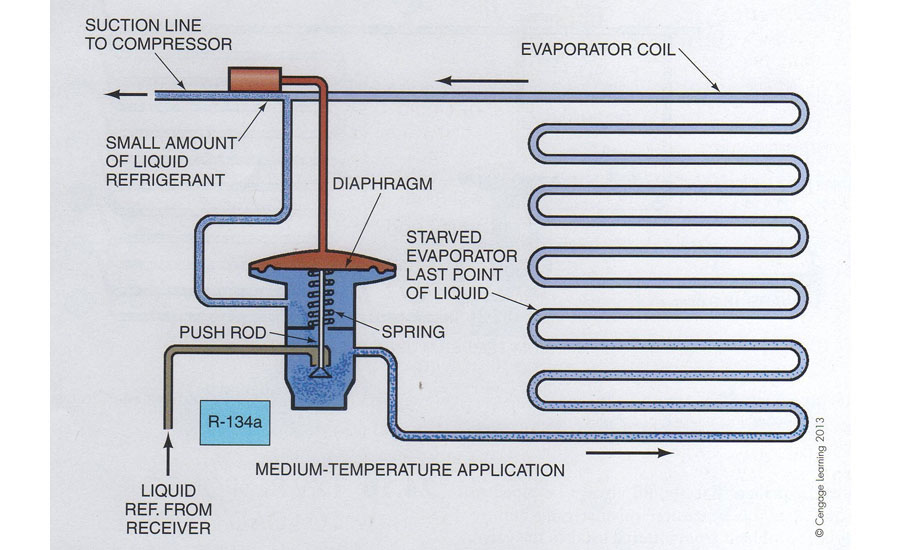 SUCTION LINE
TO COMPRESSOR
EVAPORATOR COIL
SMALL AMOUNT
OF LIQUID
REFRIGERANT
DIAPHRAGM
STARVED
EVAPORATOR
LAST POINT
OF LIQUID
PUSH ROD
SPRING
R-134a
MEDIUM-TEMPERATURE APPLICATION
LIQUID
REF. FROM
RECEIVER
© Cengage Learning 2013